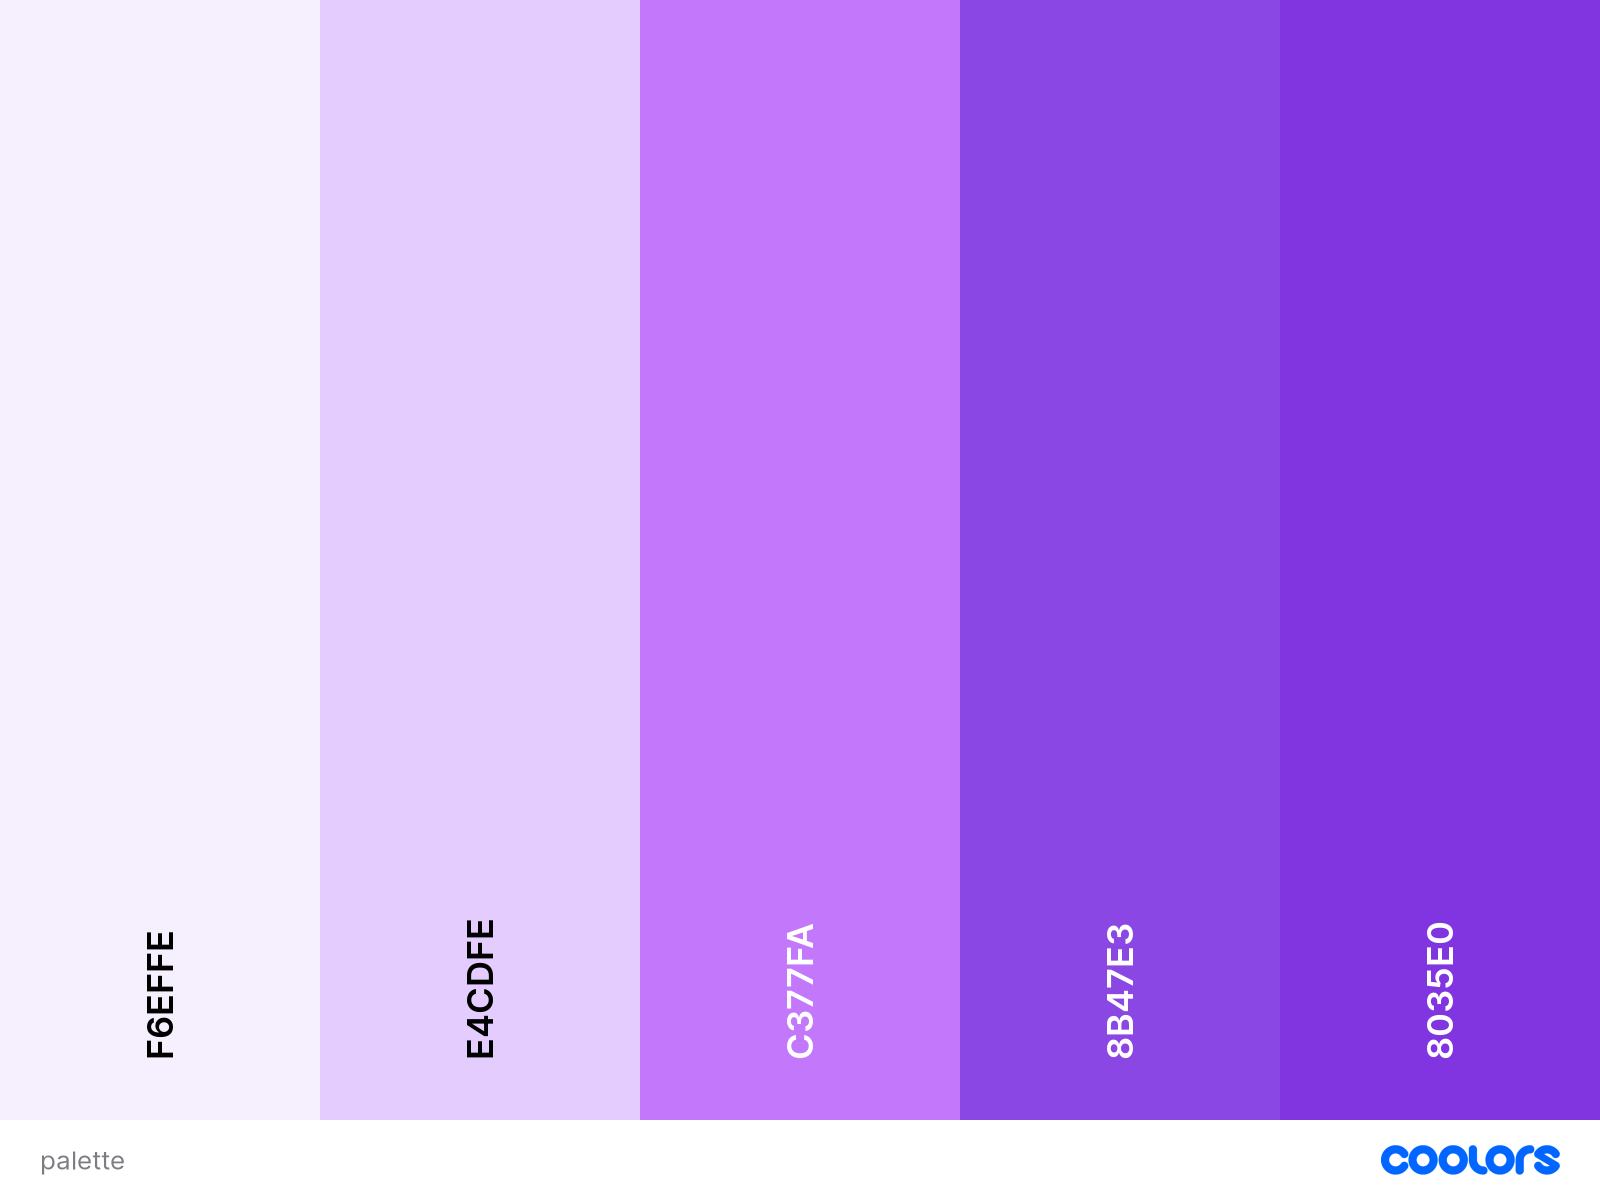 F6EFFE
E4CDFE
C377FA
8B47E3
8035E0
palette
coolors